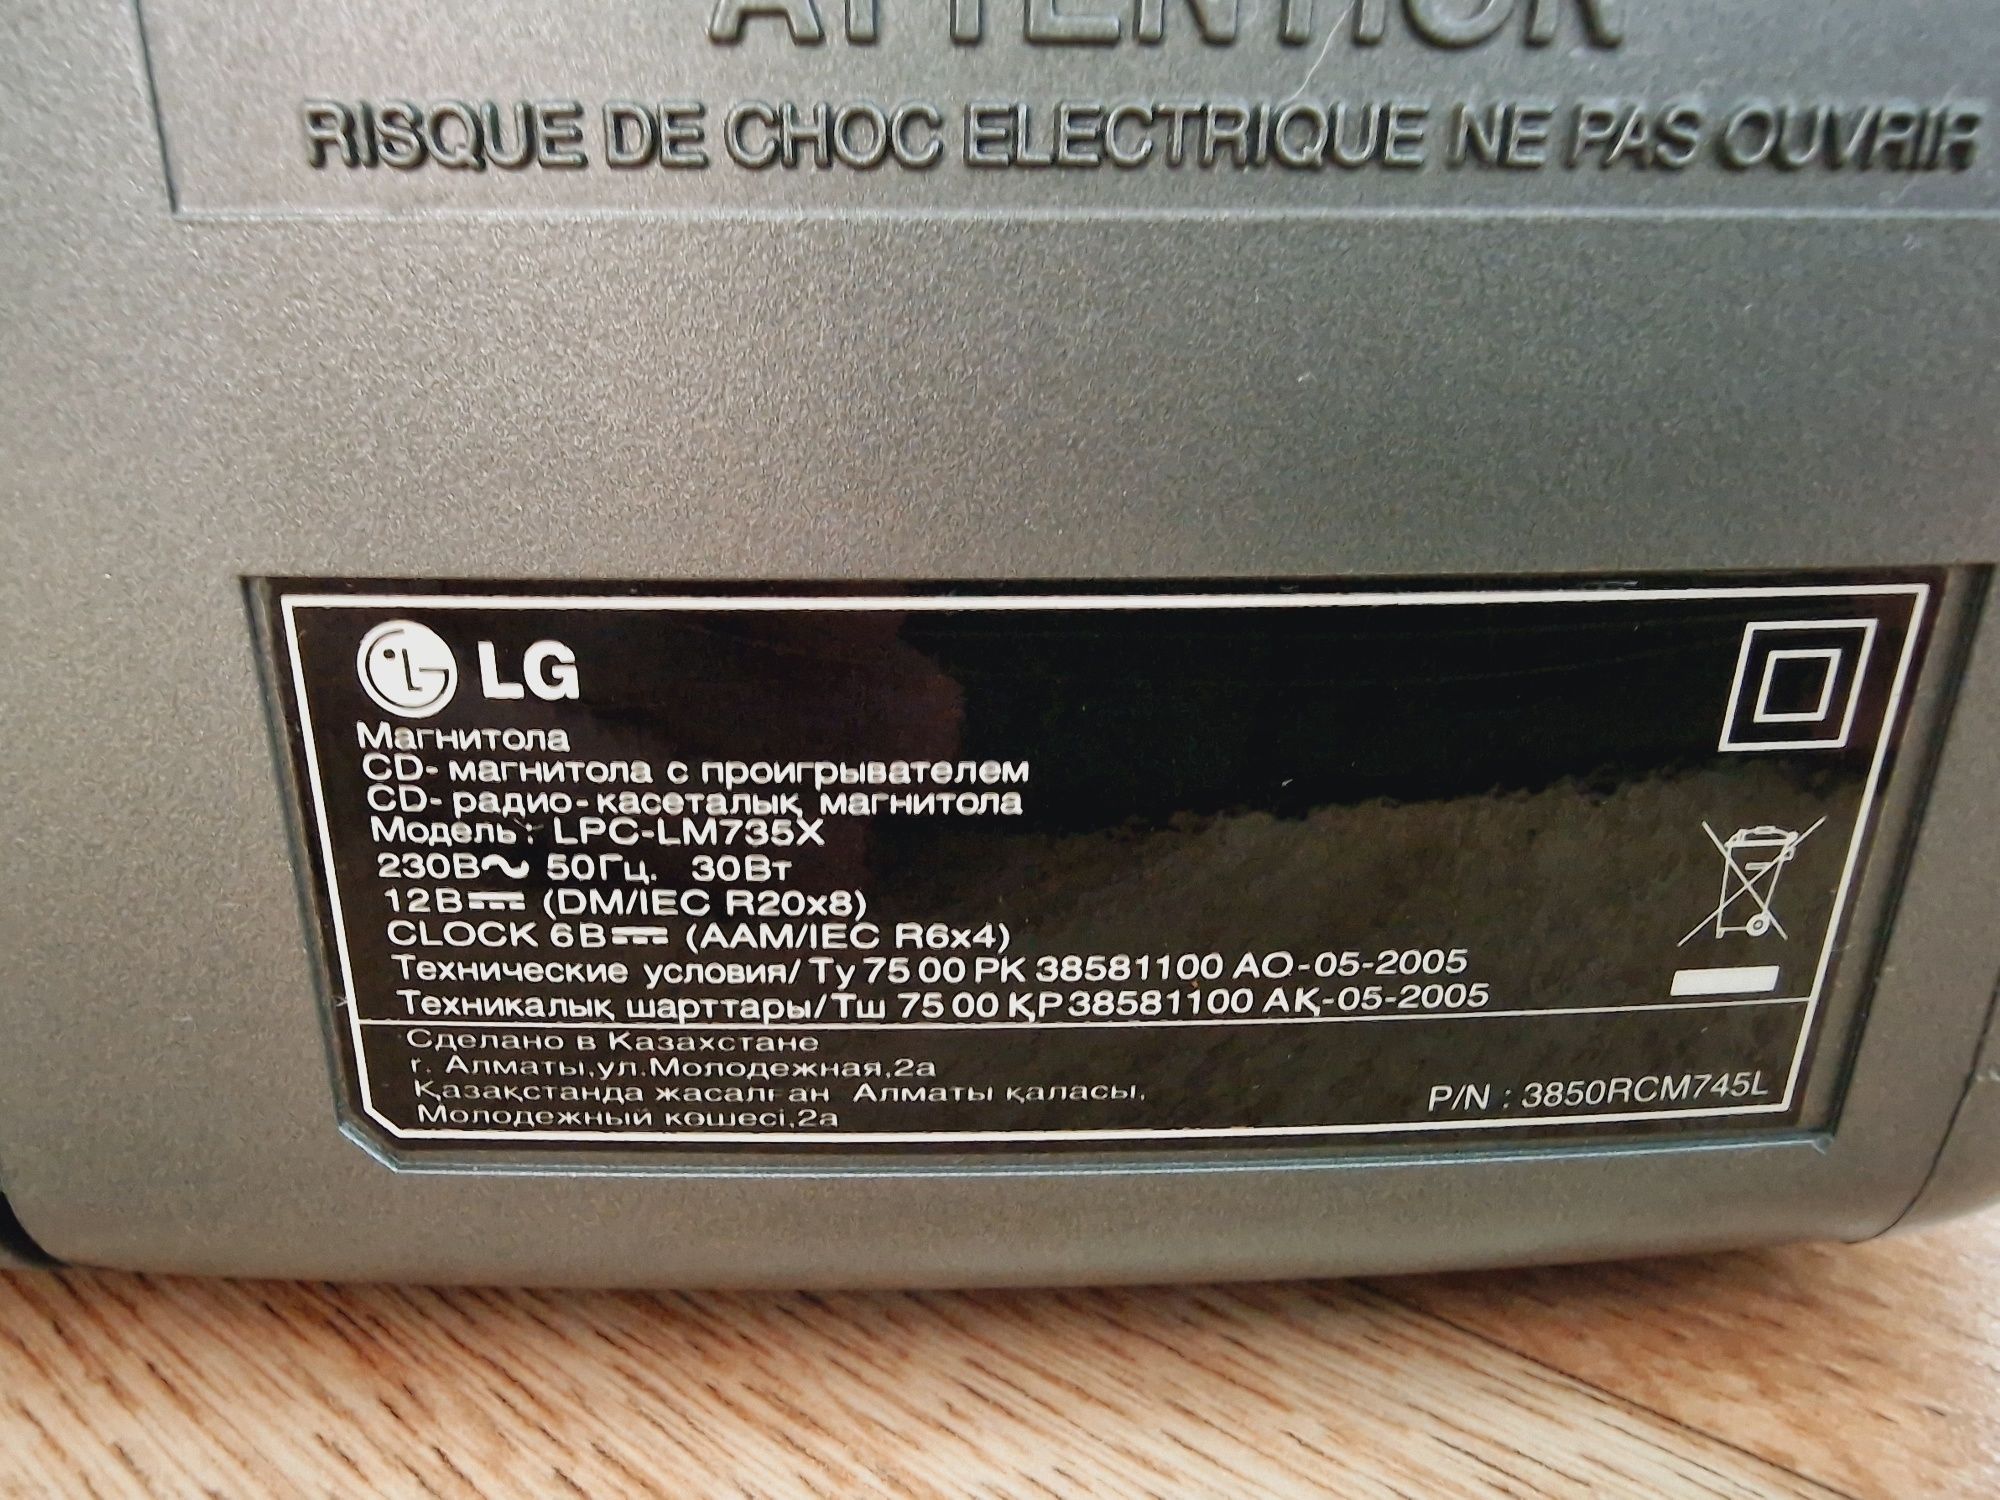 ATTENTION
RISQUE DE CHOC ELECTRIQUE NE PAS OUVRIR
LG
Магнитола
CD- магнитола с проигрывателем
CD- радио- касеталық магнитола
Модель: LPC-LM735X
230В~ 50Гц. 30Вт
12В⎓ (DM/IEC R20x8)
CLOCK 6В⎓ (AAM/IEC R6x4)
Технические условия/ Ту 75 00 РК 38581100 АО-05-2005
Техникалық шарттары/Тш 75 00 ҚР38581100 АҚ-05-2005
Сделано в Казахстане
г. Алматы,ул.Молодежная,2а
Қазақстанда жасалған Алматы қаласы,
Молодежный көшесі,2а
P/N : 3850RCM745L